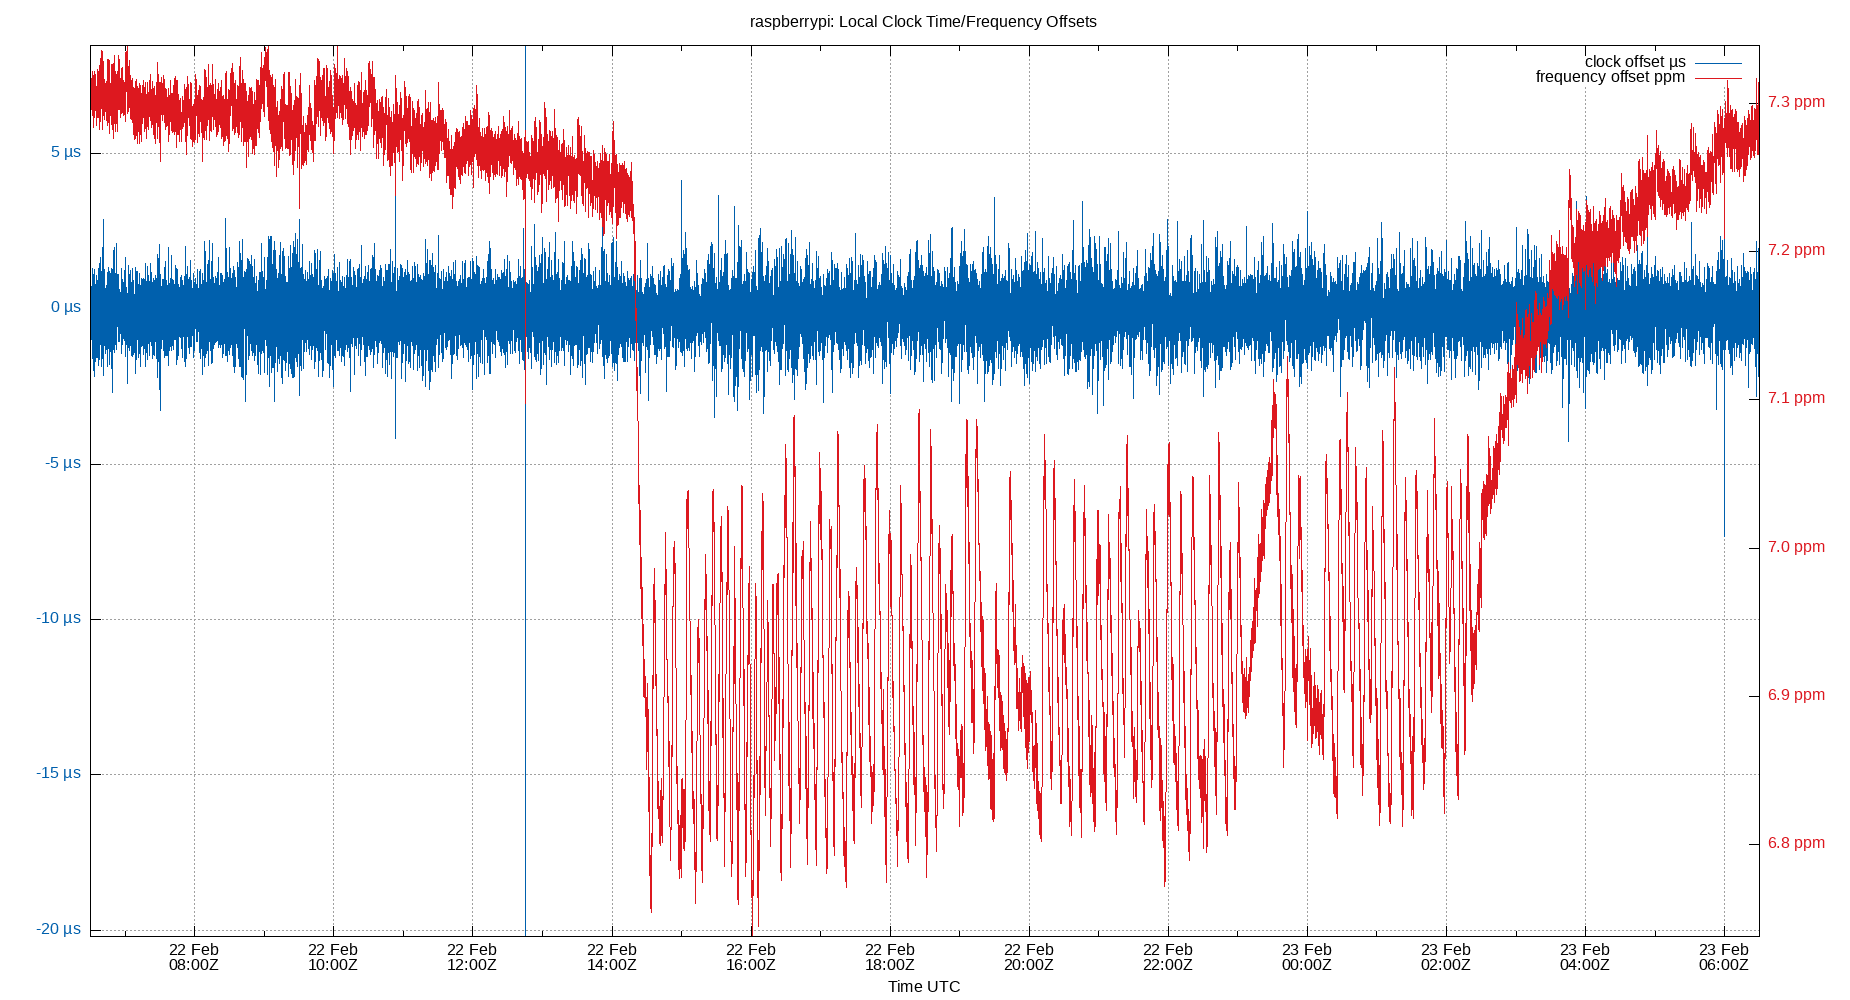 raspberrypi: Local Clock Time/Frequency Offsets
clock offset µs
frequency offset ppm
5 µs
0 µs
-5 µs
-10 µs
-15 µs
-20 µs
7.3 ppm
7.2 ppm
7.1 ppm
7.0 ppm
6.9 ppm
6.8 ppm
22 Feb 22 Feb 22 Feb 22 Feb 22 Feb 22 Feb 22 Feb 22 Feb 23 Feb 23 Feb 23 Feb 23 Feb
08:00Z 10:00Z 12:00Z 14:00Z 16:00Z 18:00Z 20:00Z 22:00Z 00:00Z 02:00Z 04:00Z 06:00Z
Time UTC